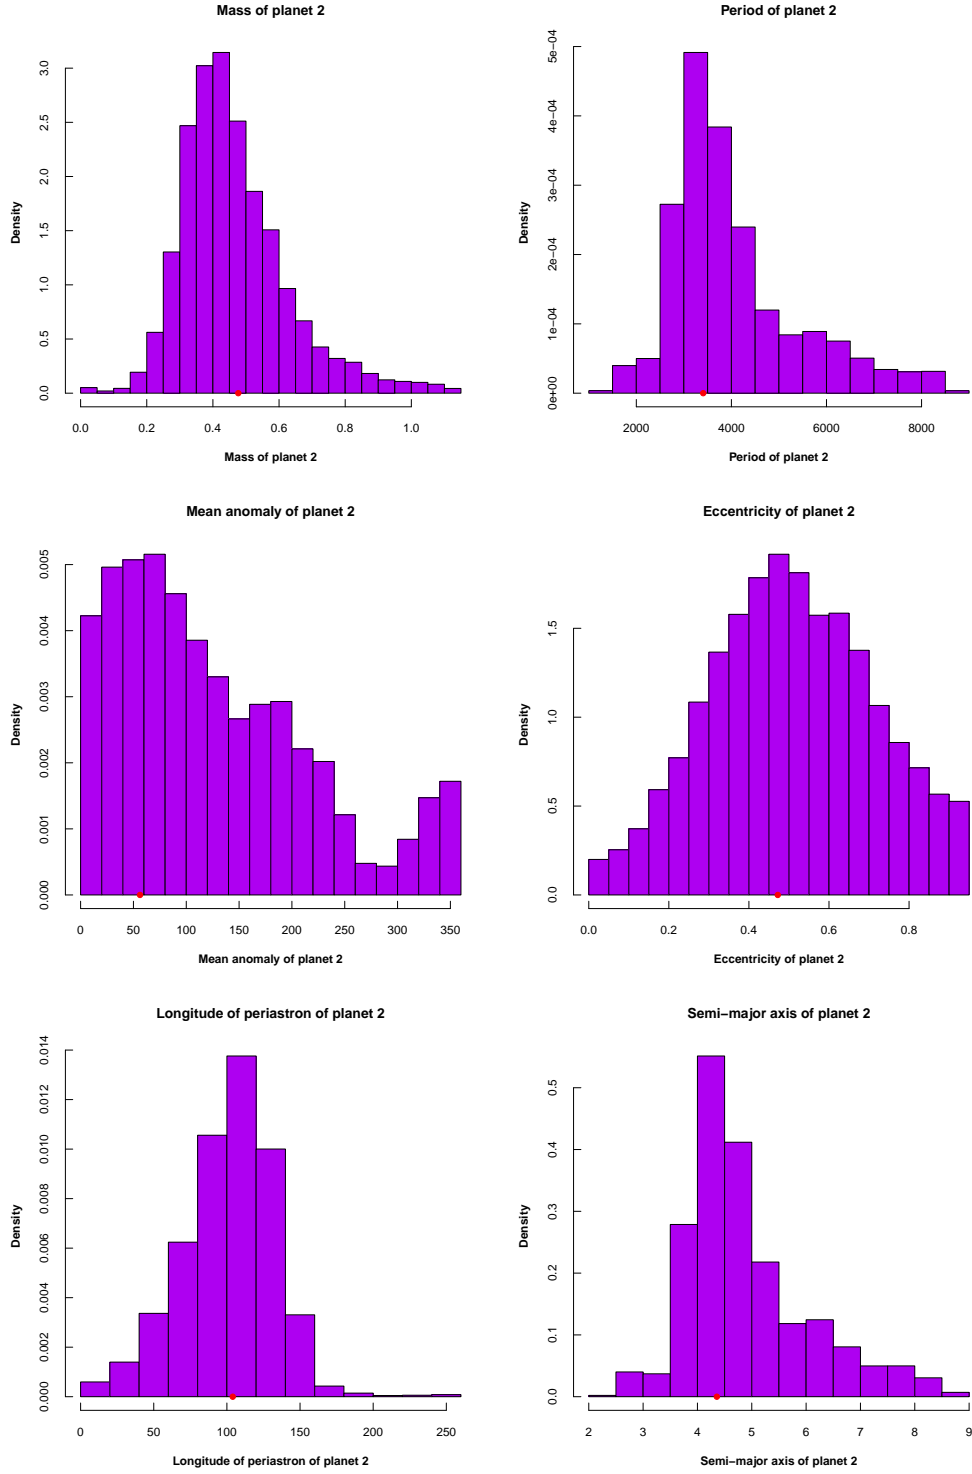 Mass of planet 2
Density
0.0 0.5 1.0 1.5 2.0 2.5 3.0
0.0 0.2 0.4 0.6 0.8 1.0
Mass of planet 2
Period of planet 2
Density
0e+00 1e−04 2e−04 3e−04 4e−04 5e−04
2000 4000 6000 8000
Period of planet 2
Mean anomaly of planet 2
Density
0.000 0.001 0.002 0.003 0.004 0.005
0 50 100 150 200 250 300 350
Mean anomaly of planet 2
Eccentricity of planet 2
Density
0.0 0.5 1.0 1.5
0.0 0.2 0.4 0.6 0.8
Eccentricity of planet 2
Longitude of periastron of planet 2
Density
0.000 0.002 0.004 0.006 0.008 0.010 0.012 0.014
0 50 100 150 200 250
Longitude of periastron of planet 2
Semi−major axis of planet 2
Density
0.0 0.1 0.2 0.3 0.4 0.5
2 3 4 5 6 7 8 9
Semi−major axis of planet 2